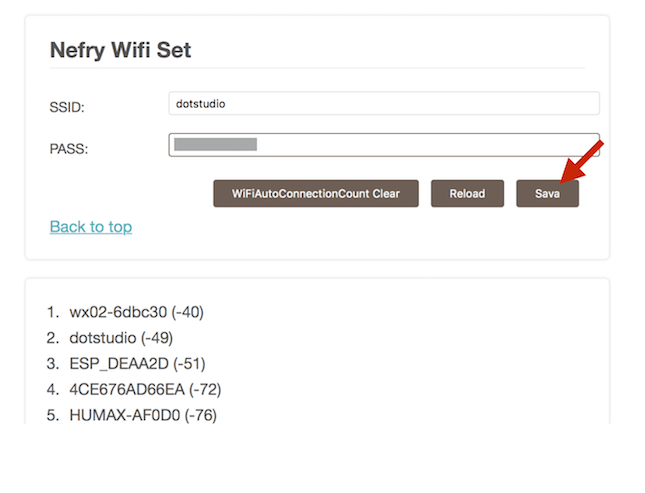 Nefry Wifi Set
SSID: dotstudio
PASS:
WiFiAutoConnectionCount Clear Reload Sava
Back to top
1. wx02-6dbc30 (-40)
2. dotstudio (-49)
3. ESP_DEAA2D (-51)
4. 4CE676AD66EA (-72)
5. HUMAX-AF0D0 (-76)